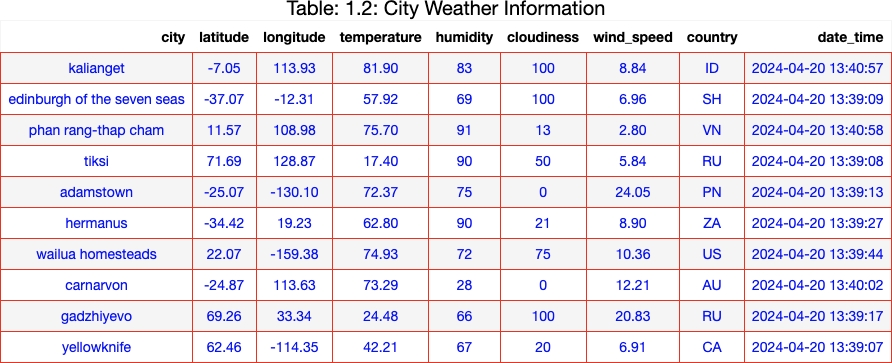 Table: 1.2: City Weather Information
city latitude longitude temperature humidity cloudiness wind_speed country date_time
kalianget -7.05 113.93 81.90 83 100 8.84 ID 2024-04-20 13:40:57
edinburgh of the seven seas -37.07 -12.31 57.92 69 100 6.96 SH 2024-04-20 13:39:09
phan rang-thap cham 11.57 108.98 75.70 91 13 2.80 VN 2024-04-20 13:40:58
tiksi 71.69 128.87 17.40 90 50 5.84 RU 2024-04-20 13:39:08
adamstown -25.07 -130.10 72.37 75 0 24.05 PN 2024-04-20 13:39:13
hermanus -34.42 19.23 62.80 90 21 8.90 ZA 2024-04-20 13:39:27
wailua homesteads 22.07 -159.38 74.93 72 75 10.36 US 2024-04-20 13:39:44
carnarvon -24.87 113.63 73.29 28 0 12.21 AU 2024-04-20 13:40:02
gadzhiyevo 69.26 33.34 24.48 66 100 20.83 RU 2024-04-20 13:39:17
yellowknife 62.46 -114.35 42.21 67 20 6.91 CA 2024-04-20 13:39:07